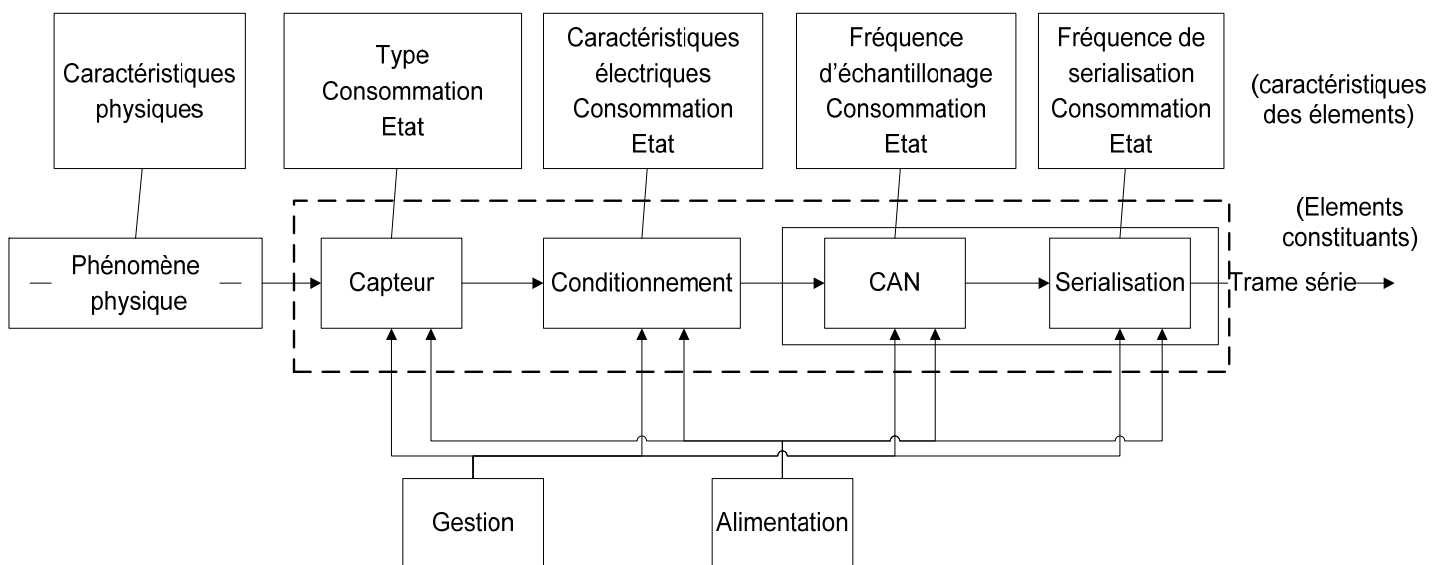 Caractéristiques
physiques
Type
Consommation
Etat
Caractéristiques
électriques
Consommation
Etat
Fréquence
d'échantillonage
Consommation
Etat
Fréquence de
serialisation
Consommation
Etat
(caractéristiques
des élements)
(Elements
constituants)
Phénomène
physique
Capteur
Conditionnement
CAN
Serialisation
Trame série
Gestion
Alimentation